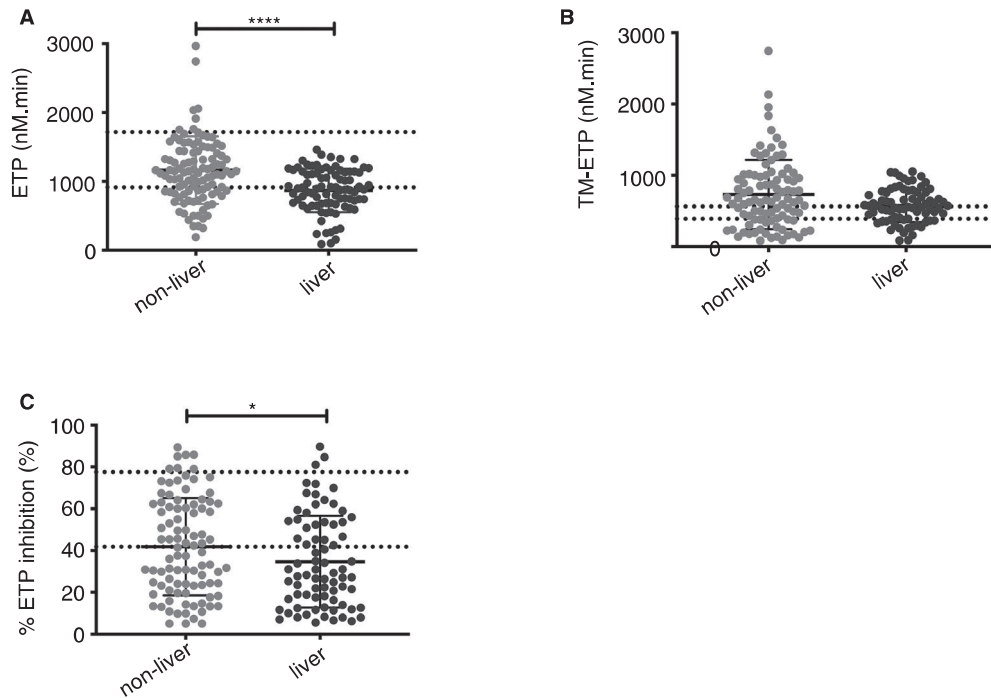 A
****
ETP (nM.min)
3000
2000
1000
0
non-liver
liver
B
TM-ETP (nM.min)
3000
2000
1000
0
non-liver
liver
C
*
% ETP inhibition (%)
100
80
60
40
20
0
non-liver
liver